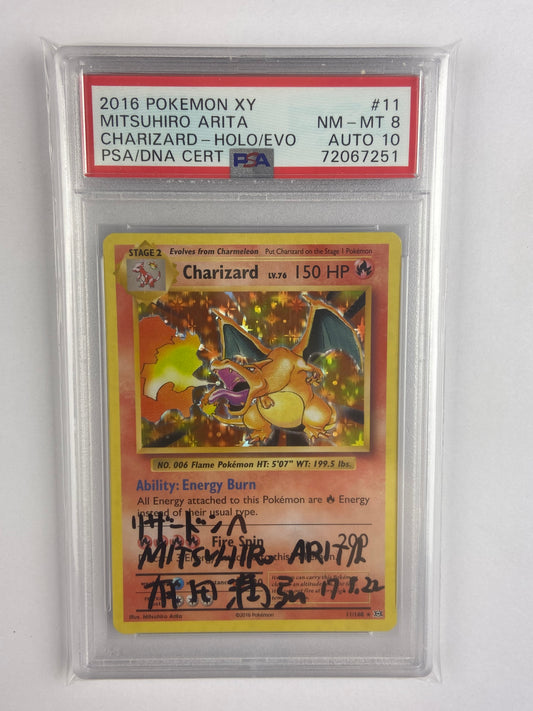 2016 POKEMON XY #11
MITSUHIRO ARITA NM-MT 8
CHARIZARD-HOLO/EVO AUTO 10
PSA/DNA CERT PSA 72067251
STAGE 2 Evolves from Charmeleon Put Charizard on the Stage 1 Pokémon
Charizard LV.76 150 HP
NO. 006 Flame Pokémon HT: 5'07" WT: 199.5 lbs.
Ability: Energy Burn
All Energy attached to this Pokémon are Energy
instead of their usual type.
リザードン
Fire Spin 200
MITSUHIRO ARITA
有田満弘
Illus. Mitsuhiro Arita ©2016 Pokémon 11/108